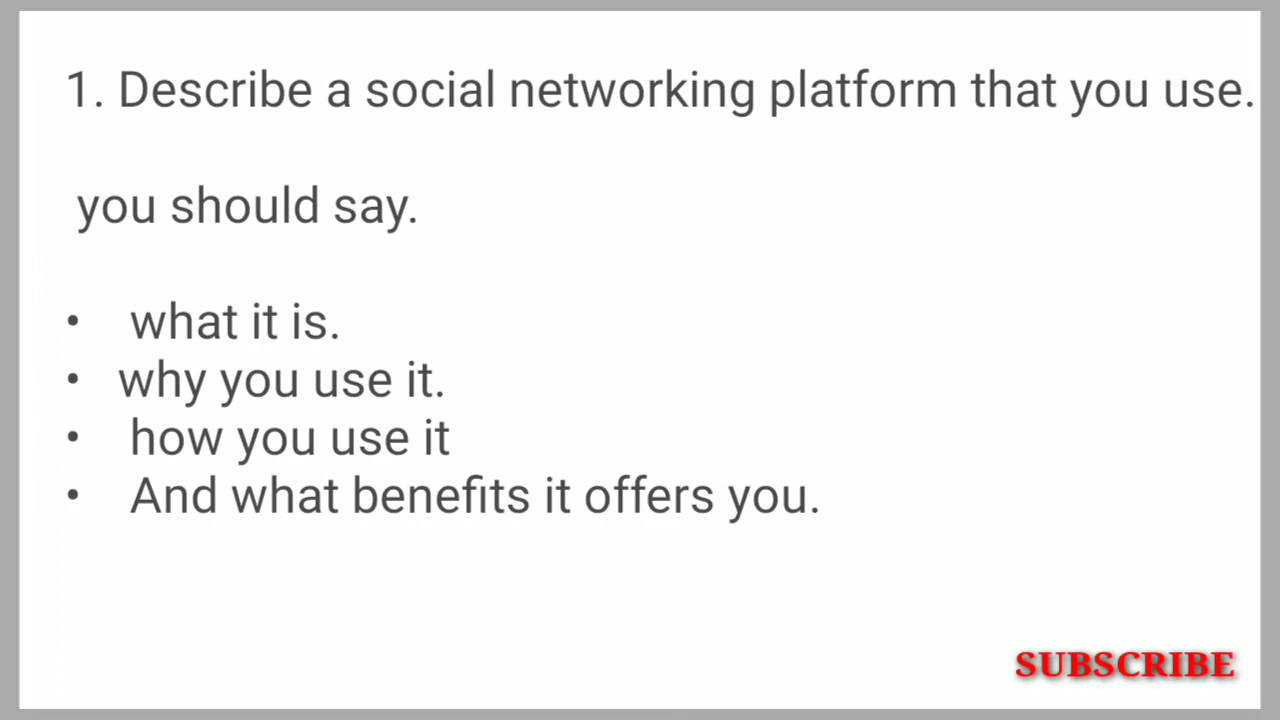 1. Describe a social networking platform that you use.
you should say.
• what it is.
• why you use it.
• how you use it
• And what benefits it offers you.
SUBSCRIBE